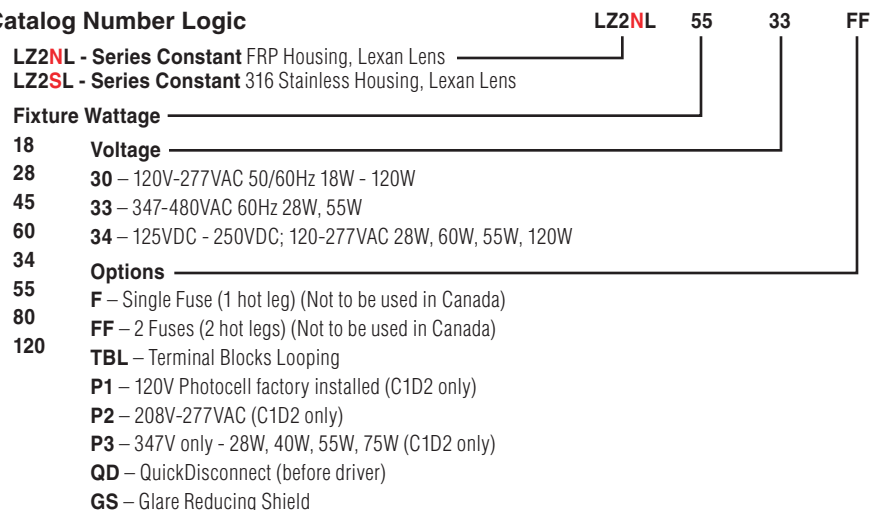 Catalog Number Logic LZ2NL 55 33 FF
LZ2NL - Series Constant FRP Housing, Lexan Lens
LZ2SL - Series Constant 316 Stainless Housing, Lexan Lens
Fixture Wattage
18
28
45
60
34
55
80
120
Voltage
30 – 120V-277VAC 50/60Hz 18W - 120W
33 – 347-480VAC 60Hz 28W, 55W
34 – 125VDC - 250VDC; 120-277VAC 28W, 60W, 55W, 120W
Options
F – Single Fuse (1 hot leg) (Not to be used in Canada)
FF – 2 Fuses (2 hot legs) (Not to be used in Canada)
TBL – Terminal Blocks Looping
P1 – 120V Photocell factory installed (C1D2 only)
P2 – 208V-277VAC (C1D2 only)
P3 – 347V only - 28W, 40W, 55W, 75W (C1D2 only)
QD – QuickDisconnect (before driver)
GS – Glare Reducing Shield